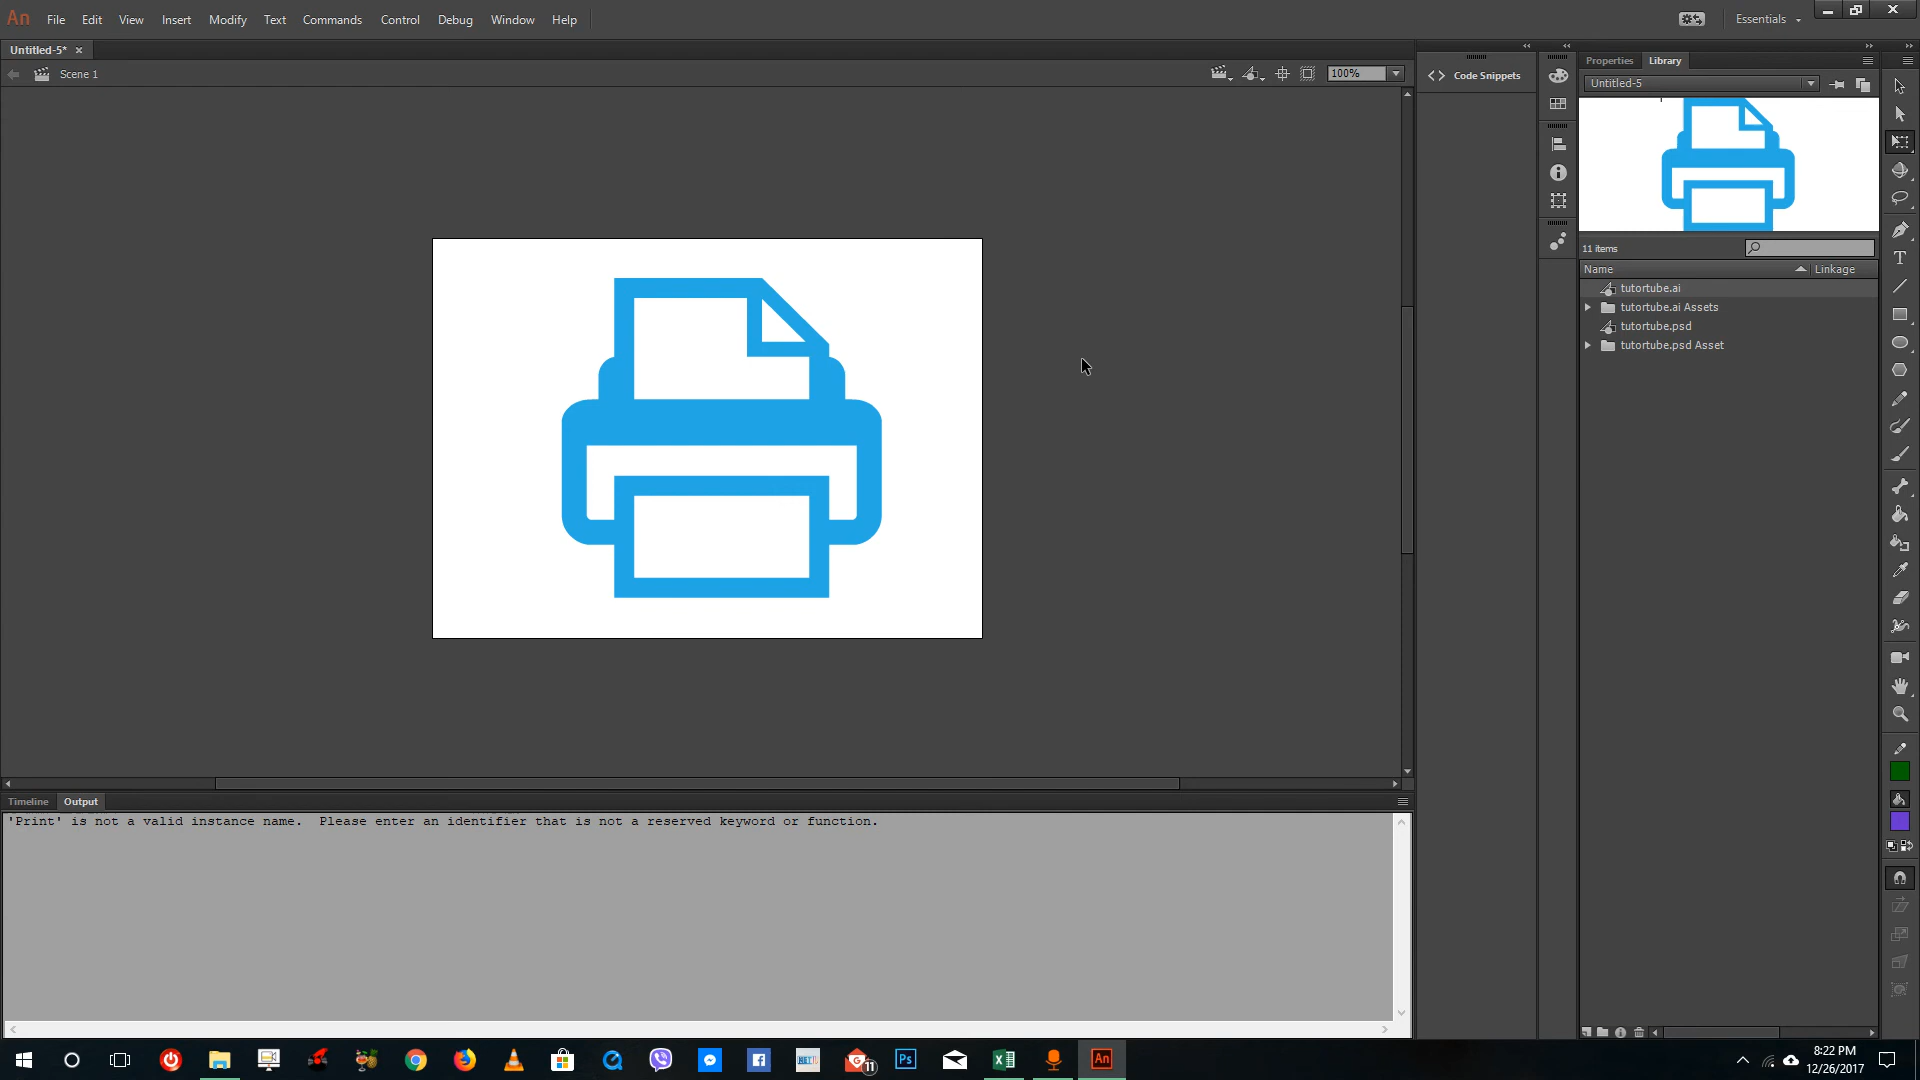 An File Edit View Insert Modify Text Commands Control Debug Window Help Essentials
Untitled-5* ×
Scene 1 100%
Code Snippets
Properties Library
Untitled-5
11 items
Name Linkage
tutortube.ai
tutortube.ai Assets
tutortube.psd
tutortube.psd Asset
T
Timeline Output
'Print' is not a valid instance name.  Please enter an identifier that is not a reserved keyword or function.
11 Ps An
8:22 PM
12/26/2017